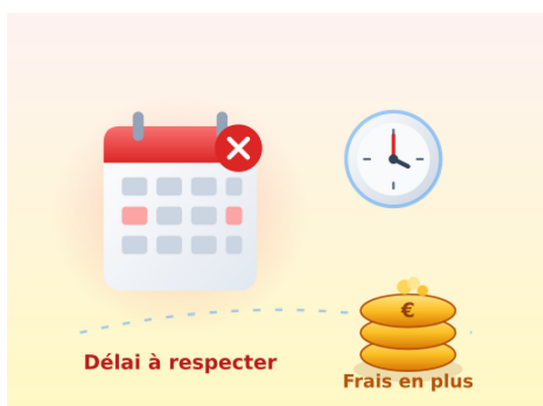 €
Délai à respecter
Frais en plus